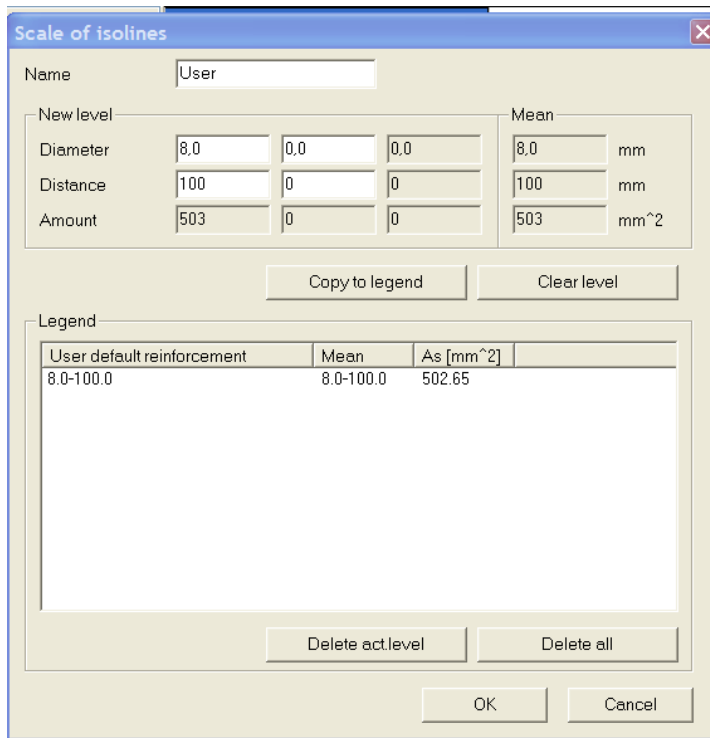 Scale of isolines
Name User
New level Mean
Diameter 8,0 0,0 0,0 8,0 mm
Distance 100 0 0 100 mm
Amount 503 0 0 503 mm^2
Copy to legend Clear level
Legend
User default reinforcement Mean As [mm^2]
8.0-100.0 8.0-100.0 502.65
Delete act.level Delete all
OK Cancel